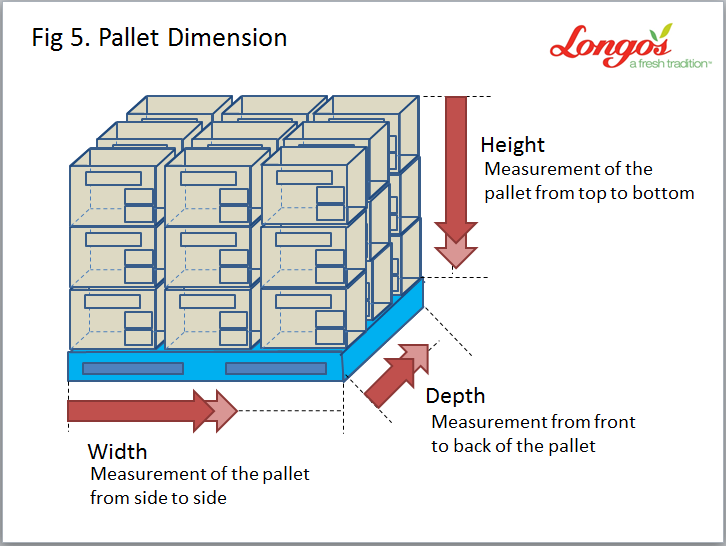 Fig 5. Pallet Dimension
Longo's
a fresh tradition™
Height
Measurement of the
pallet from top to bottom
Depth
Measurement from front
to back of the pallet
Width
Measurement of the pallet
from side to side